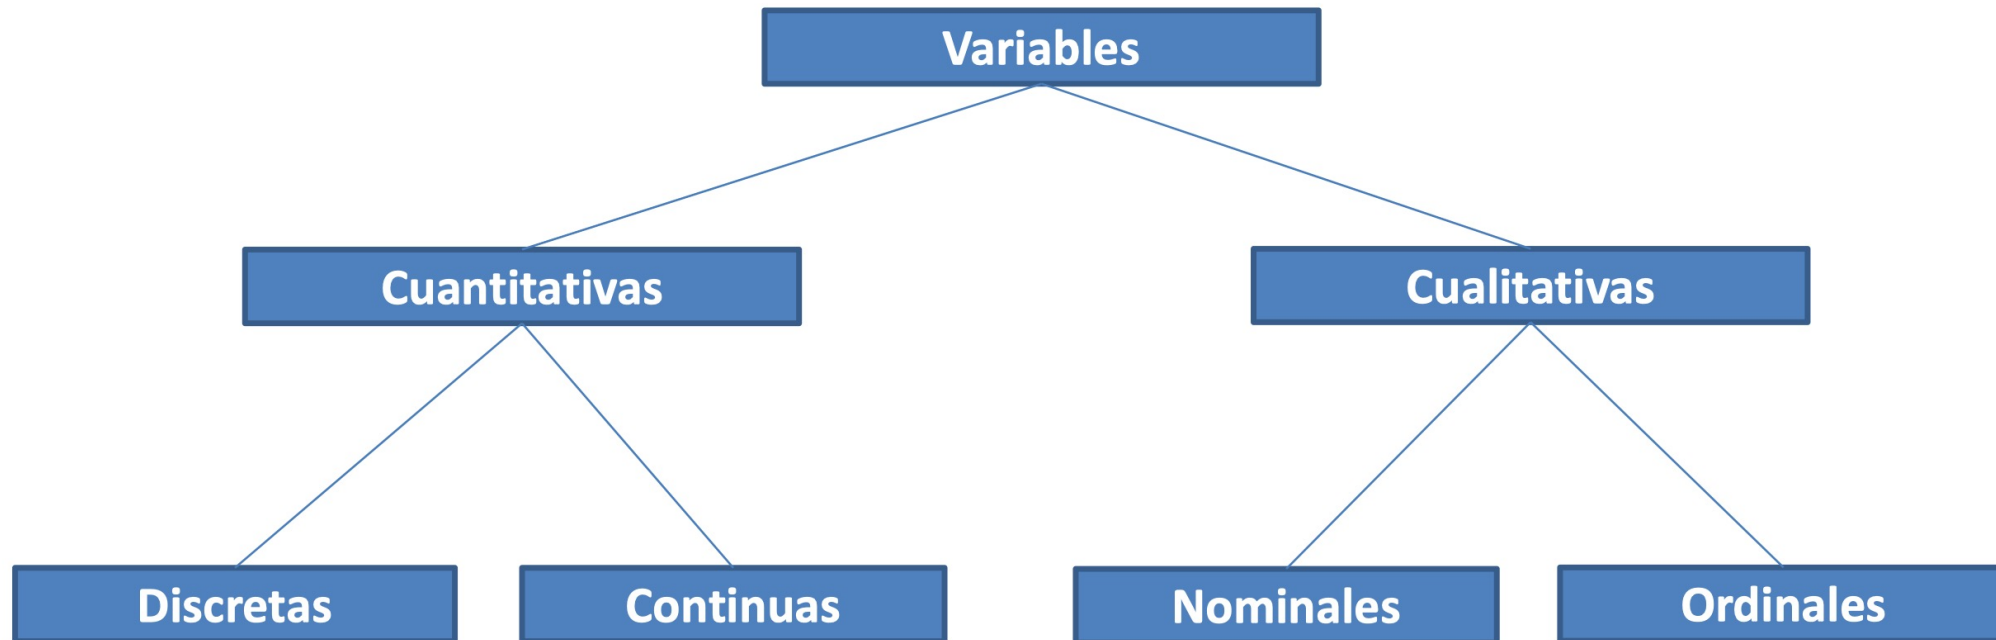 Variables
Cuantitativas
Cualitativas
Discretas
Continuas
Nominales
Ordinales